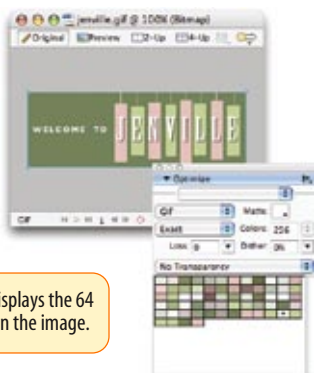 jenville.gif @ 100% (Bitmap)
Original Preview 2-Up 4-Up
WELCOME TO JENVILLE
GIF
Optimize
GIF Matte:
Exact Colors: 256
Loss: 0 Dither: 0%
No Transparency
isplays the 64
n the image.